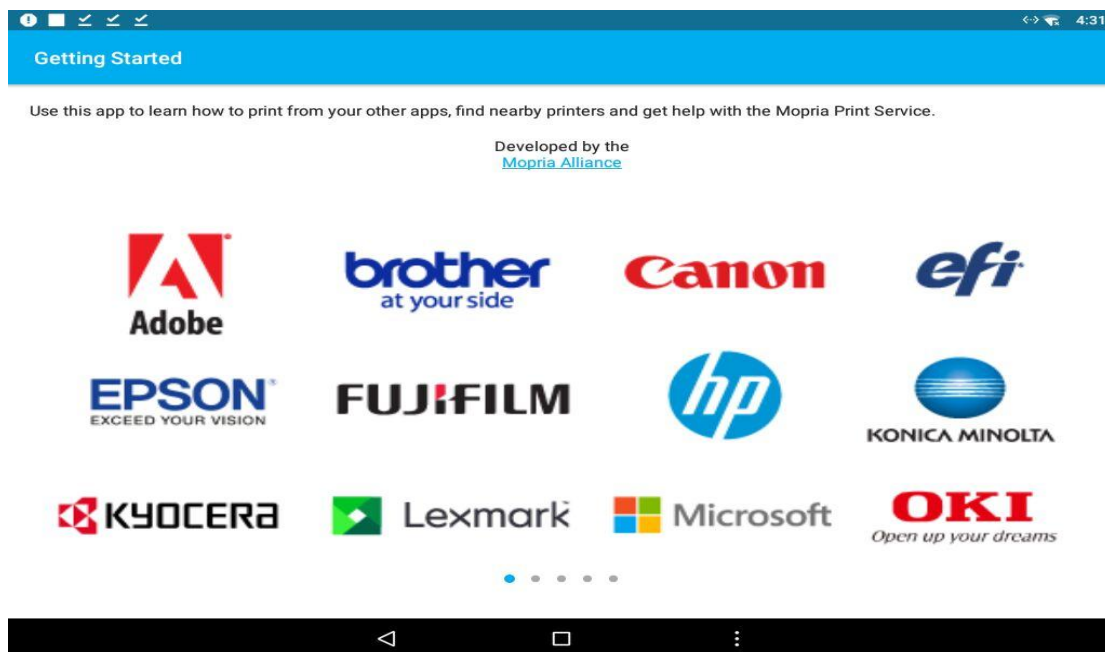 4:31
Getting Started
Use this app to learn how to print from your other apps, find nearby printers and get help with the Mopria Print Service.
Developed by the
Mopria Alliance
Adobe
brother
at your side
Canon
efi
EPSON
EXCEED YOUR VISION
FUJIFILM
hp
KONICA MINOLTA
KYOCERA
Lexmark
Microsoft
OKI
Open up your dreams